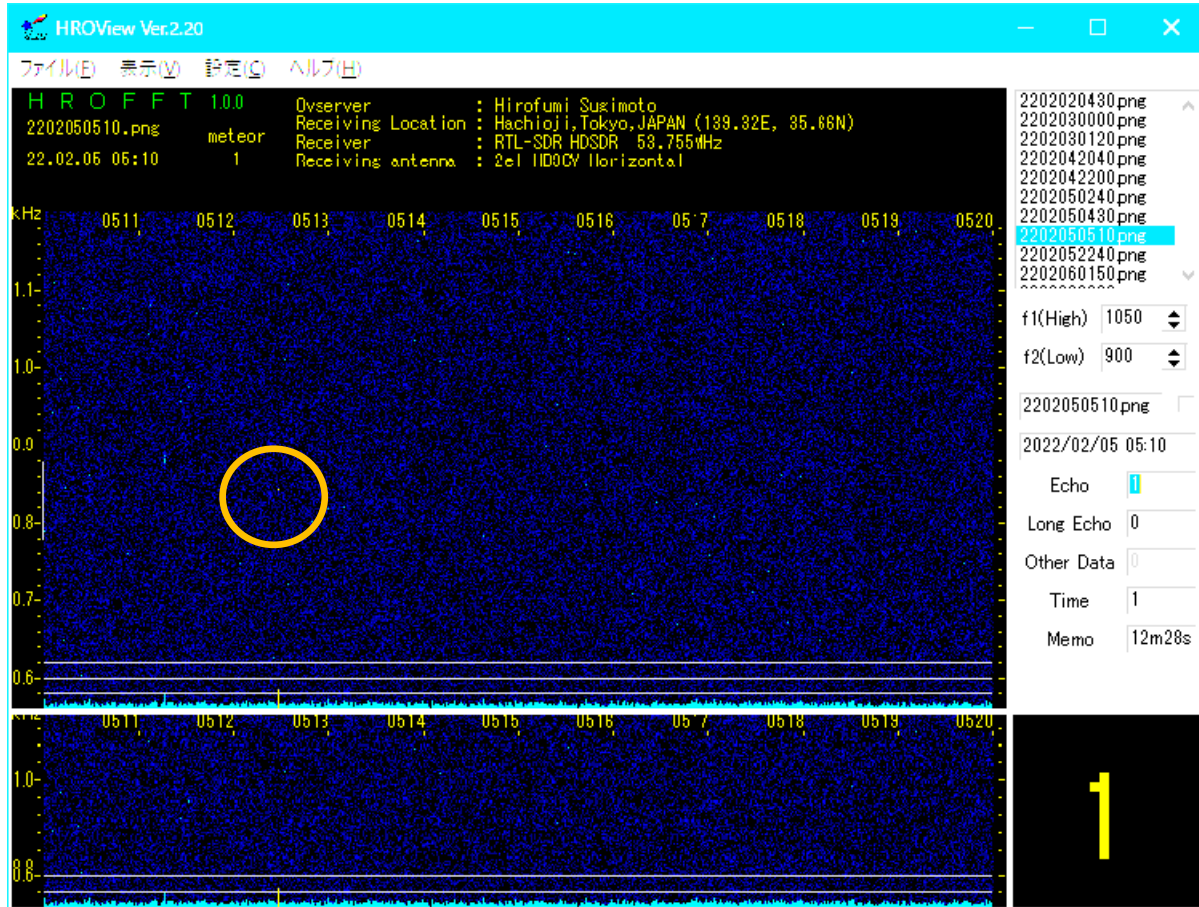 HROView Ver.2.20
ファイル(F) 表示(V) 設定(C) ヘルプ(H)
H R O F F T 1.0.0
2202050510.png
meteor
22.02.05 05:10
1
Ovserver : Hirofumi Sugimoto
Receiving Location : Hachioji,Tokyo,JAPAN (139.32E, 35.66N)
Receiver : RTL-SDR HDSDR 53.755MHz
Receiving antenna : 2el HB9CV Horizontal
kHz 0511 0512 0513 0514 0515 0516 0517 0518 0519 0520
1.1
1.0
0.9
0.8
0.7
0.6
kHz 0511 0512 0513 0514 0515 0516 0517 0518 0519 0520
1.0
2202020430.png
2202030000.png
2202030120.png
2202042040.png
2202042200.png
2202050240.png
2202050430.png
2202050510.png
2202052240.png
2202060150.png
f1(High) 1050
f2(Low) 900
2202050510.png
2022/02/05 05:10
Echo 1
Long Echo 0
Other Data 0
Time 1
Memo 12m28s
1